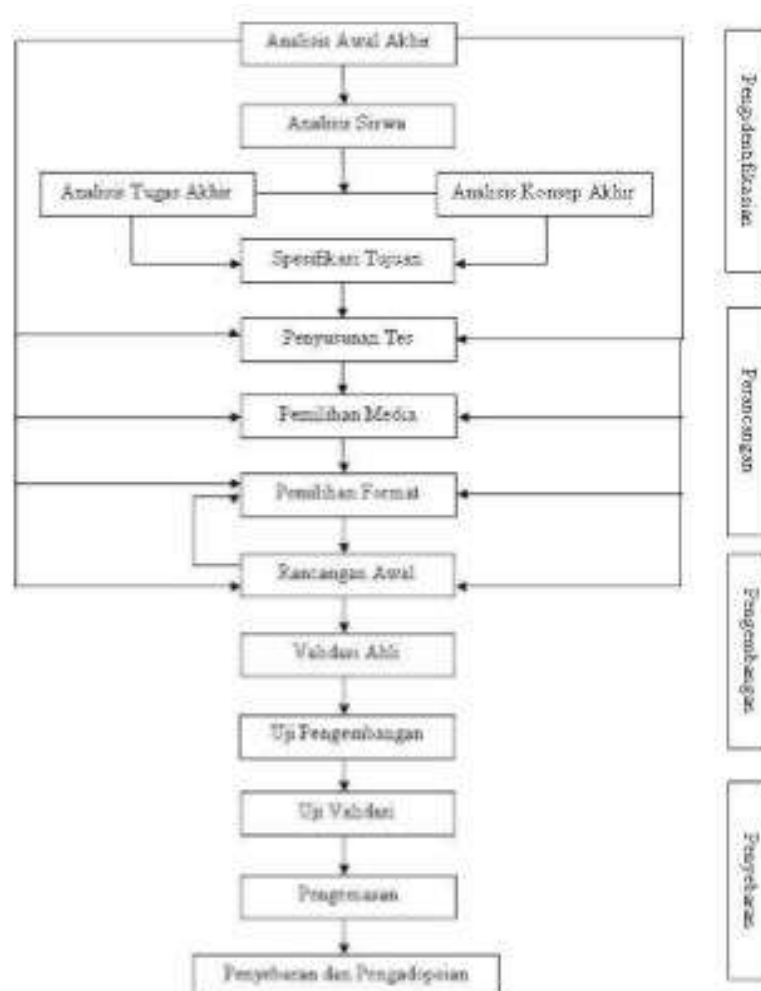 Analisis Awal Akhir
Analisis Siswa
Analisis Tugas Akhir
Analisis Konsep Akhir
Spesifikasi Tujuan
Penyusunan Tes
Pemilihan Media
Pemilihan Format
Rancangan Awal
Validasi Ahli
Uji Pengembangan
Uji Validasi
Pengemasan
Penyebaran dan Pengadopsian
Pengidentifikasian
Perancangan
Pengembangan
Penyebaran